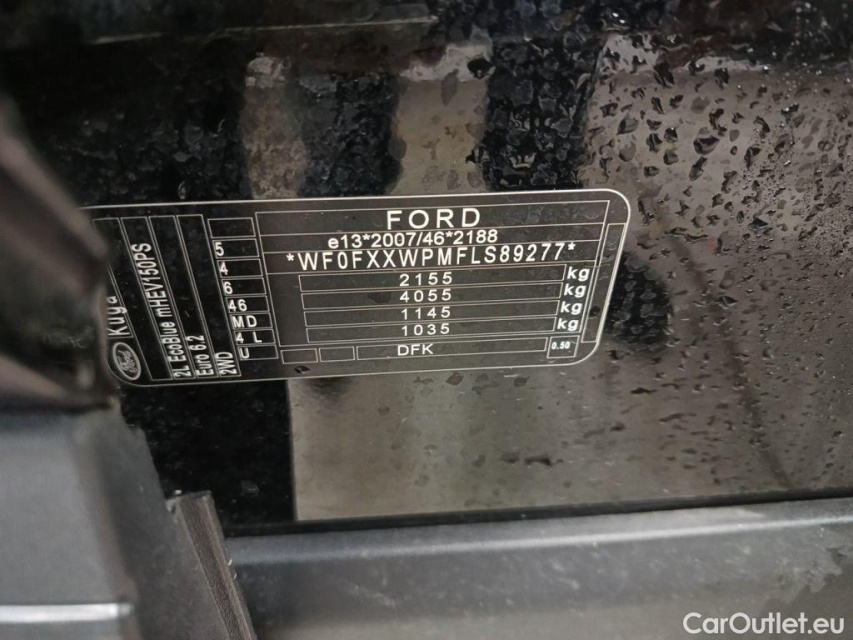 FORD
e13*2007/46*2188
*WF0FXXWPMFLS89277*
2155 kg
4055 kg
1145 kg
1035 kg
DFK 0.50
5
4
6
46
MD
4 L
U
Ford
Kuga
2L EcoBlue mHEV150PS
Euro 6.2
2WD
CarOutlet.eu